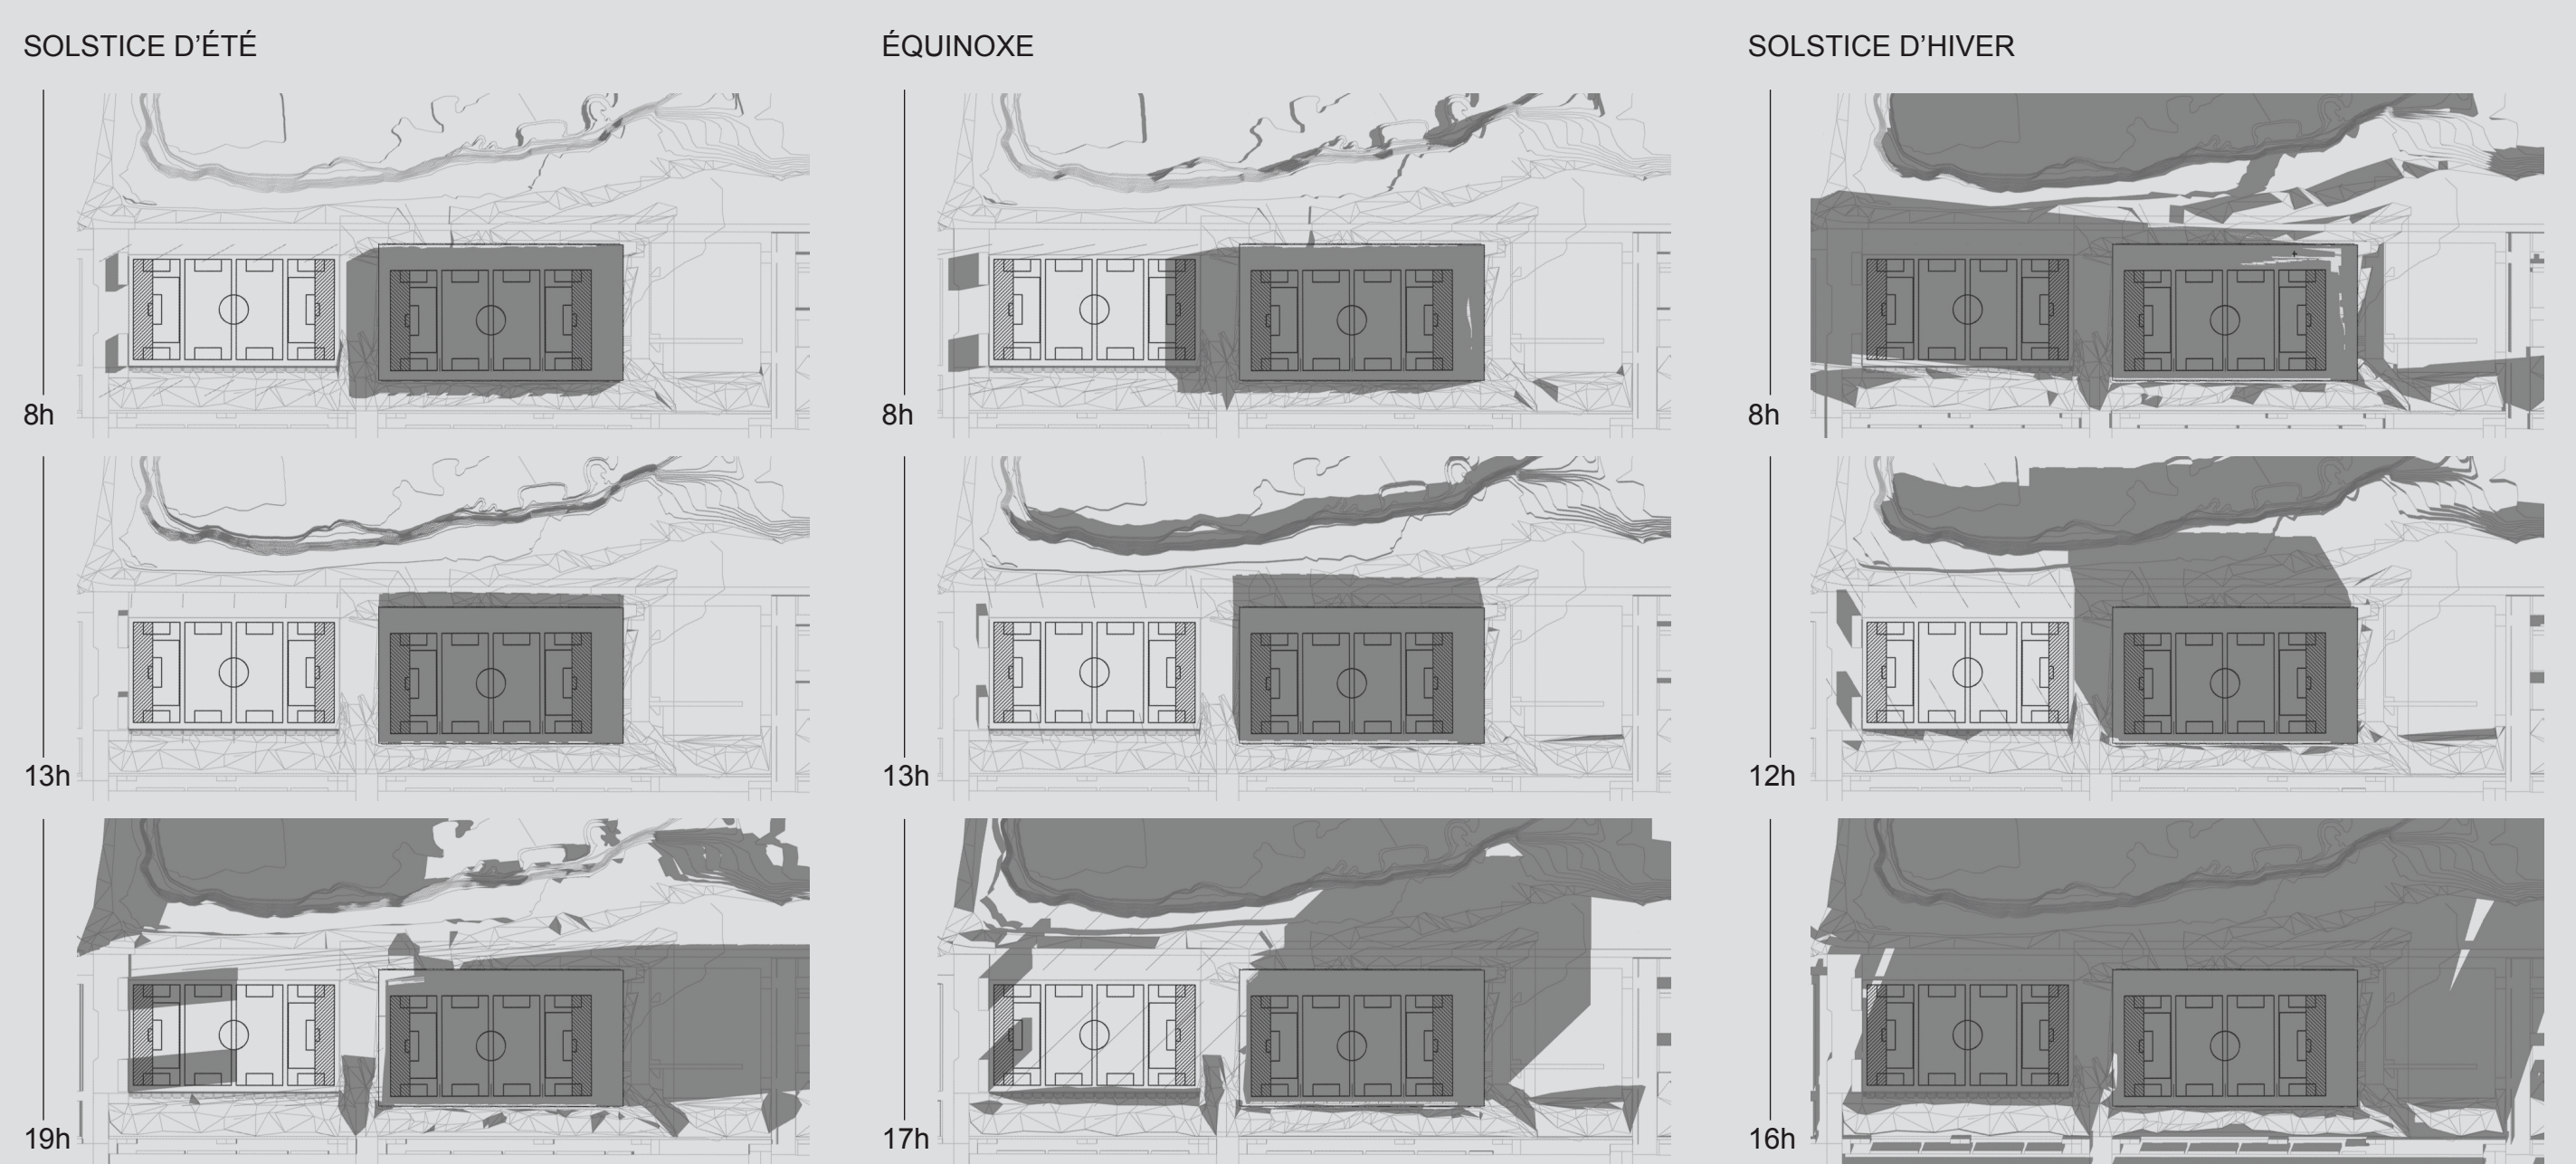 SOLSTICE D’ÉTÉ
ÉQUINOXE
SOLSTICE D’HIVER
8h
8h
8h
13h
13h
12h
19h
17h
16h